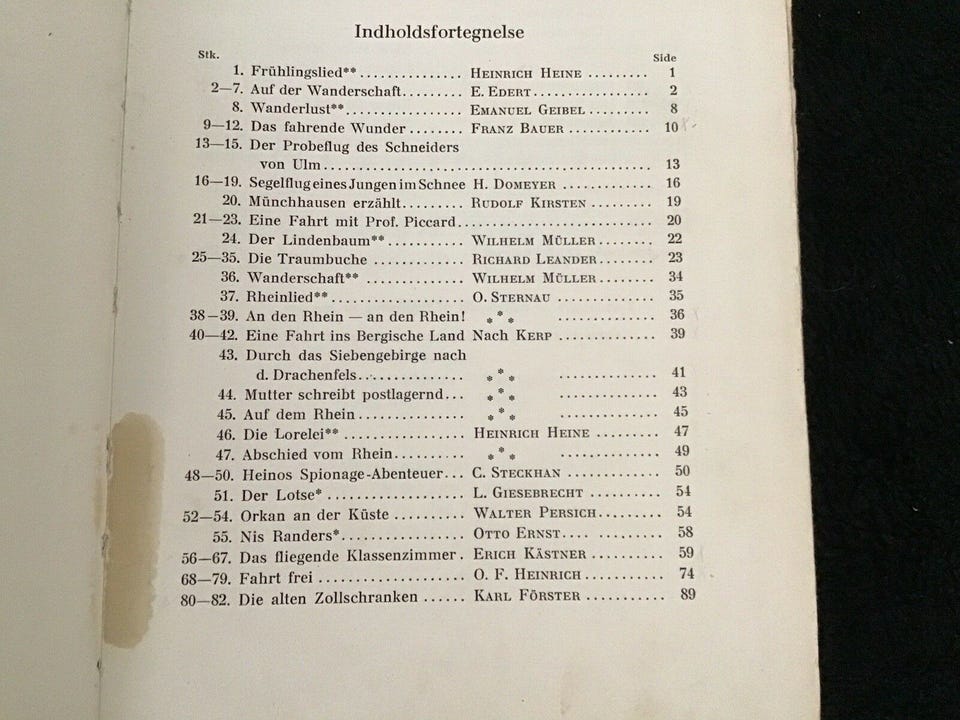 Indholdsfortegnelse
Stk. Side
1. Frühlingslied** ............... HEINRICH HEINE ......... 1
2—7. Auf der Wanderschaft......... E. EDERT................. 2
8. Wanderlust** ................ EMANUEL GEIBEL ......... 8
9—12. Das fahrende Wunder ........ FRANZ BAUER ............ 10
13—15. Der Probeflug des Schneiders
von Ulm............................................. 13
16—19. Segelflug eines Jungen im Schnee H. DOMEYER ............. 16
20. Münchhausen erzählt......... RUDOLF KIRSTEN ......... 19
21—23. Eine Fahrt mit Prof. Piccard............................. 20
24. Der Lindenbaum** ........... WILHELM MÜLLER........ 22
25—35. Die Traumbuche ............. RICHARD LEANDER........ 23
36. Wanderschaft** ............. WILHELM MÜLLER........ 34
37. Rheinlied** ................. O. STERNAU ............. 35
38—39. An den Rhein — an den Rhein! *** .............. 36
40—42. Eine Fahrt ins Bergische Land Nach KERP .............. 39
43. Durch das Siebengebirge nach
d. Drachenfels.............. *** .............. 41
44. Mutter schreibt postlagernd... *** .............. 43
45. Auf dem Rhein .............. *** .............. 45
46. Die Lorelei** ............... HEINRICH HEINE ......... 47
47. Abschied vom Rhein......... *** .............. 49
48—50. Heinos Spionage-Abenteuer... C. STECKHAN ............. 50
51. Der Lotse* .................. L. GIESEBRECHT .......... 54
52—54. Orkan an der Küste .......... WALTER PERSICH......... 54
55. Nis Randers*................ OTTO ERNST.... ......... 58
56—67. Das fliegende Klassenzimmer . ERICH KÄSTNER .......... 59
68—79. Fahrt frei ................... O. F. HEINRICH ........... 74
80—82. Die alten Zollschranken ...... KARL FÖRSTER ........... 89